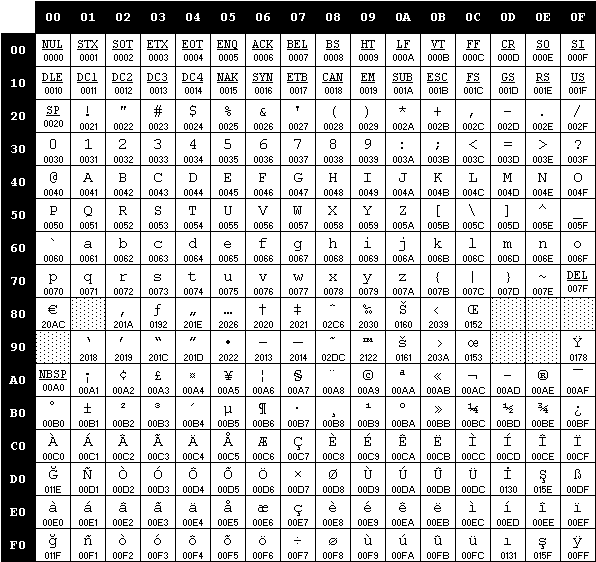 00 01 02 03 04 05 06 07 08 09 0A 0B 0C 0D 0E 0F
00 NUL STX SOT ETX EOT ENQ ACK BEL BS HT LF VT FF CR SO SI
0000 0001 0002 0003 0004 0005 0006 0007 0008 0009 000A 000B 000C 000D 000E 000F
10 DLE DC1 DC2 DC3 DC4 NAK SYN ETB CAN EM SUB ESC FS GS RS US
0010 0011 0012 0013 0014 0015 0016 0017 0018 0019 001A 001B 001C 001D 001E 001F
20 SP ! " # $ % & ' ( ) * + , - . /
0020 0021 0022 0023 0024 0025 0026 0027 0028 0029 002A 002B 002C 002D 002E 002F
30 0 1 2 3 4 5 6 7 8 9 : ; < = > ?
0030 0031 0032 0033 0034 0035 0036 0037 0038 0039 003A 003B 003C 003D 003E 003F
40 @ A B C D E F G H I J K L M N O
0040 0041 0042 0043 0044 0045 0046 0047 0048 0049 004A 004B 004C 004D 004E 004F
50 P Q R S T U V W X Y Z [ \ ] ^ _
0050 0051 0052 0053 0054 0055 0056 0057 0058 0059 005A 005B 005C 005D 005E 005F
60 ` a b c d e f g h i j k l m n o
0060 0061 0062 0063 0064 0065 0066 0067 0068 0069 006A 006B 006C 006D 006E 006F
70 p q r s t u v w x y z { | } ~ DEL
0070 0071 0072 0073 0074 0075 0076 0077 0078 0079 007A 007B 007C 007D 007E 007F
80 € ‚ ƒ „ … † ‡ ˆ ‰ Š ‹ Œ
20AC 201A 0192 201E 2026 2020 2021 02C6 2030 0160 2039 0152
90 ‘ ’ “ ” • – — ˜ ™ š › œ Ÿ
2018 2019 201C 201D 2022 2013 2014 02DC 2122 0161 203A 0153 0178
A0 NBSP ¡ ¢ £ ¤ ¥ ¦ § ¨ © ª « ¬ - ® ¯
00A0 00A1 00A2 00A3 00A4 00A5 00A6 00A7 00A8 00A9 00AA 00AB 00AC 00AD 00AE 00AF
B0 ° ± ² ³ ´ µ ¶ · ¸ ¹ º » ¼ ½ ¾ ¿
00B0 00B1 00B2 00B3 00B4 00B5 00B6 00B7 00B8 00B9 00BA 00BB 00BC 00BD 00BE 00BF
C0 À Á Â Ã Ä Å Æ Ç È É Ê Ë Ì Í Î Ï
00C0 00C1 00C2 00C3 00C4 00C5 00C6 00C7 00C8 00C9 00CA 00CB 00CC 00CD 00CE 00CF
D0 Ğ Ñ Ò Ó Ô Õ Ö × Ø Ù Ú Û Ü İ Ş ß
011E 00D1 00D2 00D3 00D4 00D5 00D6 00D7 00D8 00D9 00DA 00DB 00DC 0130 015E 00DF
E0 à á â ã ä å æ ç è é ê ë ì í î ï
00E0 00E1 00E2 00E3 00E4 00E5 00E6 00E7 00E8 00E9 00EA 00EB 00EC 00ED 00EE 00EF
F0 ğ ñ ò ó ô õ ö ÷ ø ù ú û ü ı ş ÿ
011F 00F1 00F2 00F3 00F4 00F5 00F6 00F7 00F8 00F9 00FA 00FB 00FC 0131 015F 00FF